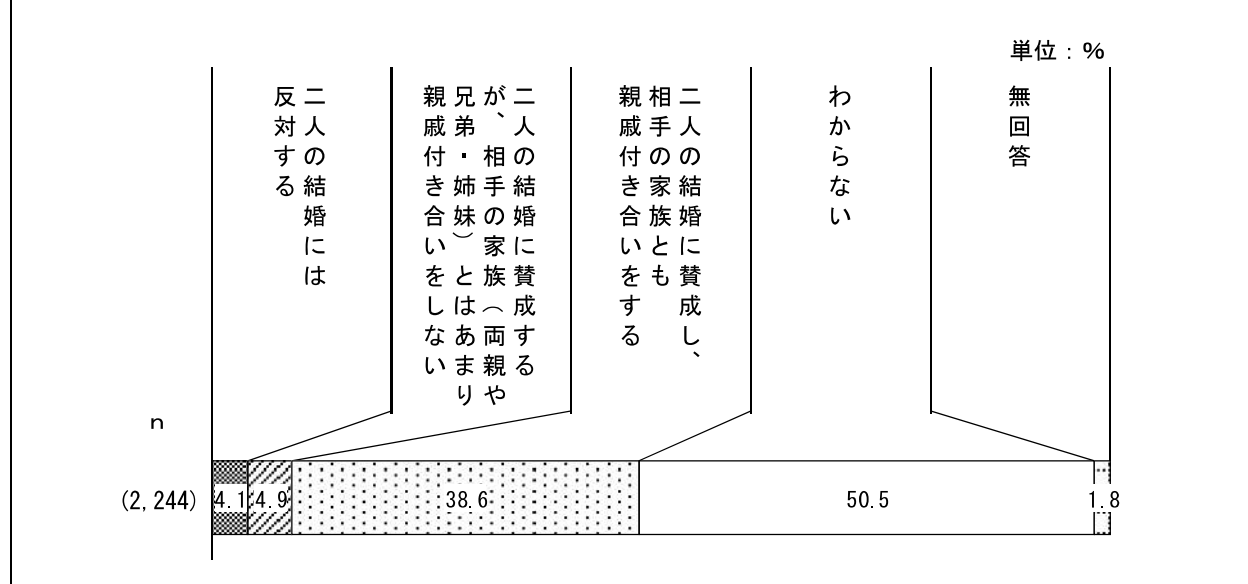 単位：％
二人の結婚には
反対する
二人の結婚に賛成する
が、相手の家族（両親や
兄弟・姉妹）とはあまり
親戚付き合いをしない
二人の結婚に賛成し、
相手の家族とも
親戚付き合いをする
わからない
無回答
ｎ
(2,244)
4.1
4.9
38.6
50.5
1.8